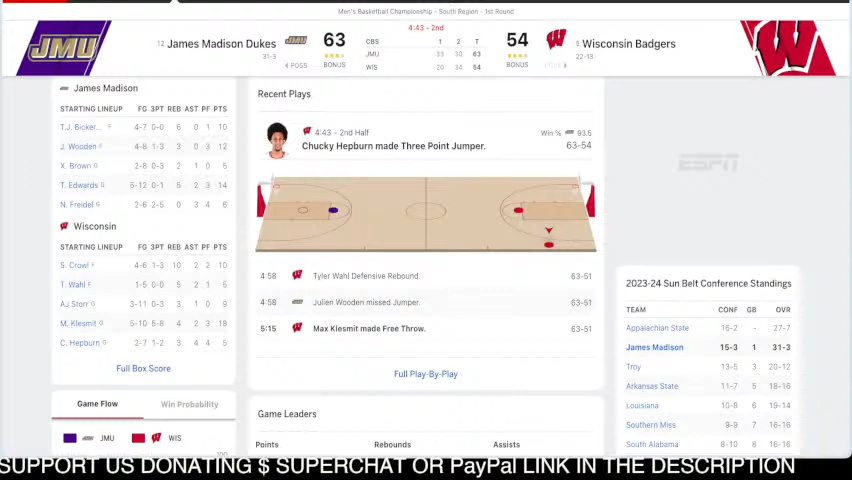 Men's Basketball Championship - South Region - 1st Round
JMU
12 James Madison Dukes
31-3
JMU
63
BONUS
POSS
4:43 - 2nd
CBS 1 2 T
JMU 33 30 63
WIS 20 34 54
54
BONUS
5 Wisconsin Badgers
22-13
James Madison
STARTING LINEUP FG 3PT REB AST PF PTS
T.J. Bicker... F 4-7 0-0 6 0 1 10
J. Wooden F 4-8 1-3 3 0 3 12
X. Brown G 2-8 0-3 2 1 0 5
T. Edwards G 5-12 0-1 5 2 3 14
N. Freidel G 2-6 2-5 0 3 4 6
Wisconsin
STARTING LINEUP FG 3PT REB AST PF PTS
S. Crowl F 4-6 1-3 10 2 2 10
T. Wahl F 1-5 0-0 5 2 1 5
AJ Storr G 3-11 0-3 3 1 0 9
M. Klesmit G 5-10 5-8 4 2 3 18
C. Hepburn G 2-7 1-2 3 4 4 5
Full Box Score
Game Flow Win Probability
JMU WIS
100
Recent Plays
4:43 - 2nd Half
Win % 93.5
Chucky Hepburn made Three Point Jumper.
63-54
4:58 Tyler Wahl Defensive Rebound. 63-51
4:58 Julien Wooden missed Jumper. 63-51
5:15 Max Klesmit made Free Throw. 63-51
Full Play-By-Play
Game Leaders
Points Rebounds Assists
ESPN
2023-24 Sun Belt Conference Standings
TEAM CONF GB OVR
Appalachian State 16-2 - 27-7
James Madison 15-3 1 31-3
Troy 13-5 3 20-12
Arkansas State 11-7 5 18-16
Louisiana 10-8 6 19-14
Southern Miss 9-9 7 16-16
South Alabama 8-10 8 16-16
SUPPORT US DONATING $ SUPERCHAT OR PayPal LINK IN THE DESCRIPTION